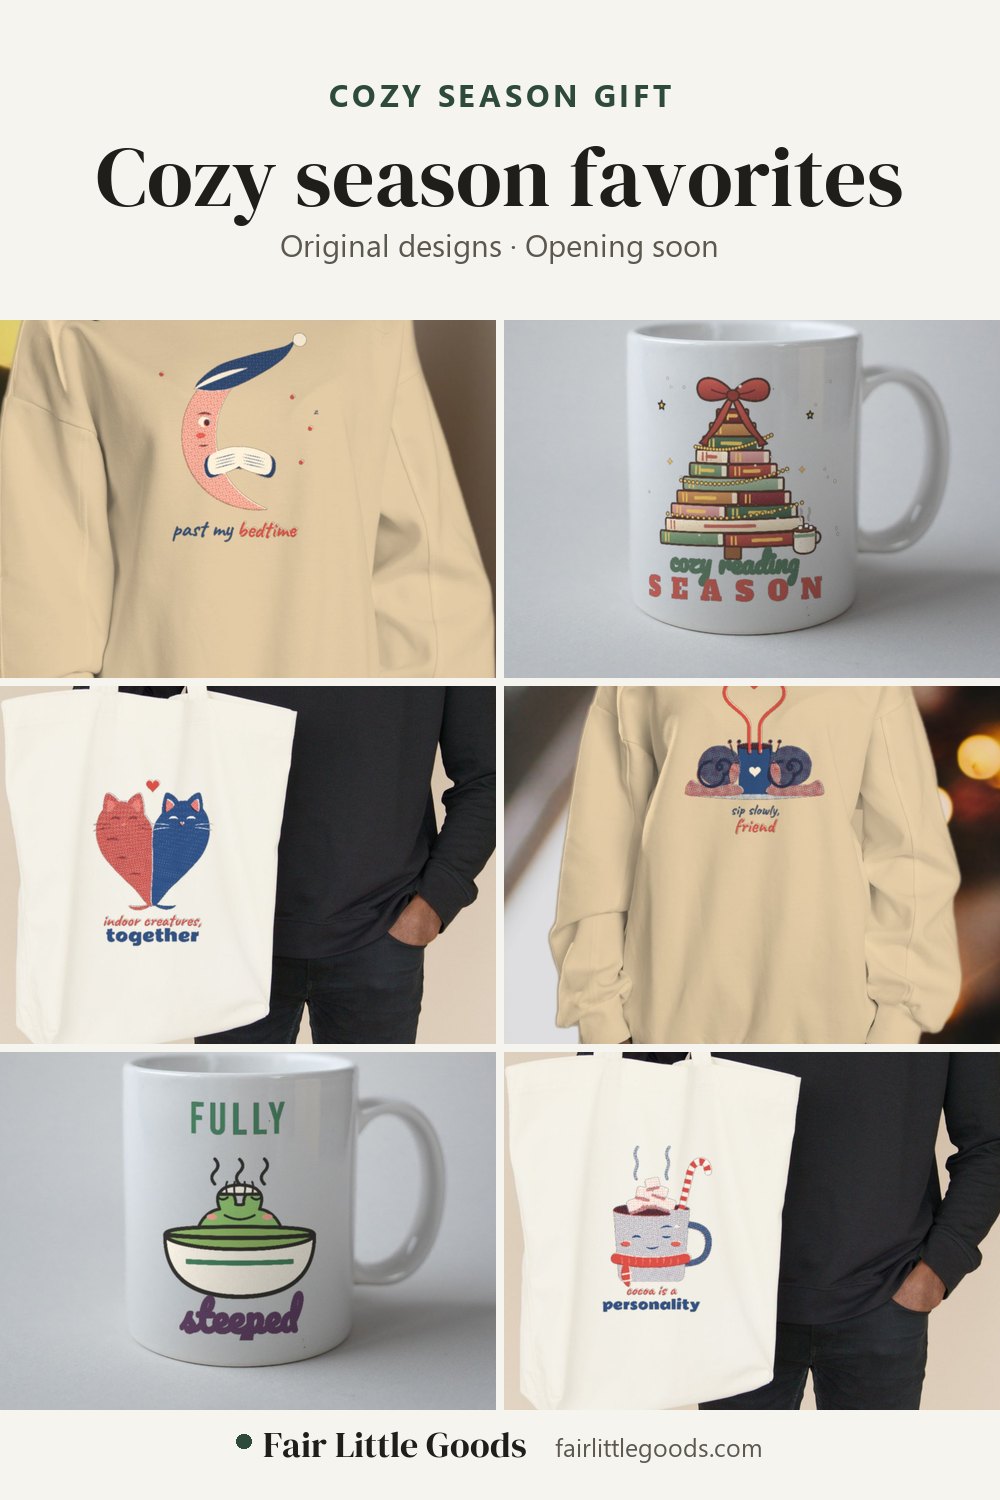 COZY SEASON GIFT
Cozy season favorites
Original designs · Opening soon
past my bedtime
cozy reading
SEASON
indoor creatures,
together
sip slowly,
friend
FULLY
steeped
cocoa is a
personality
Fair Little Goods
fairlittlegoods.com